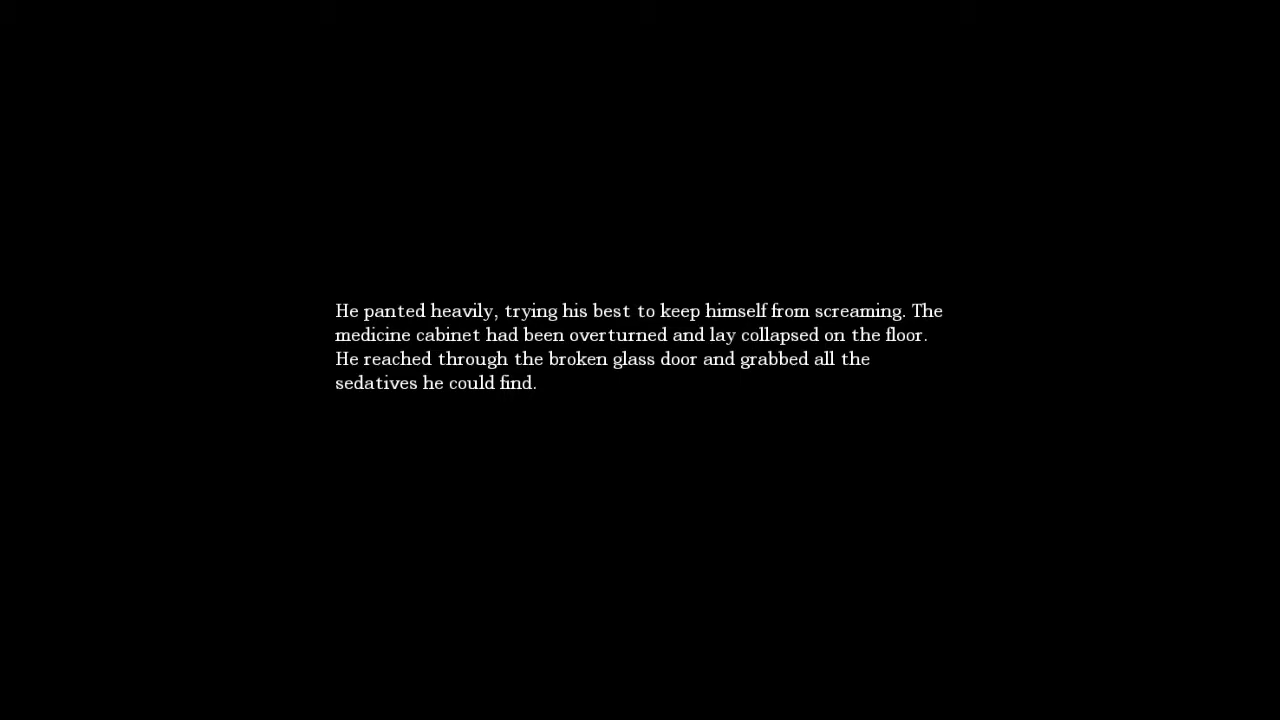 He panted heavily, trying his best to keep himself from screaming. The
medicine cabinet had been overturned and lay collapsed on the floor.
He reached through the broken glass door and grabbed all the
sedatives he could find.